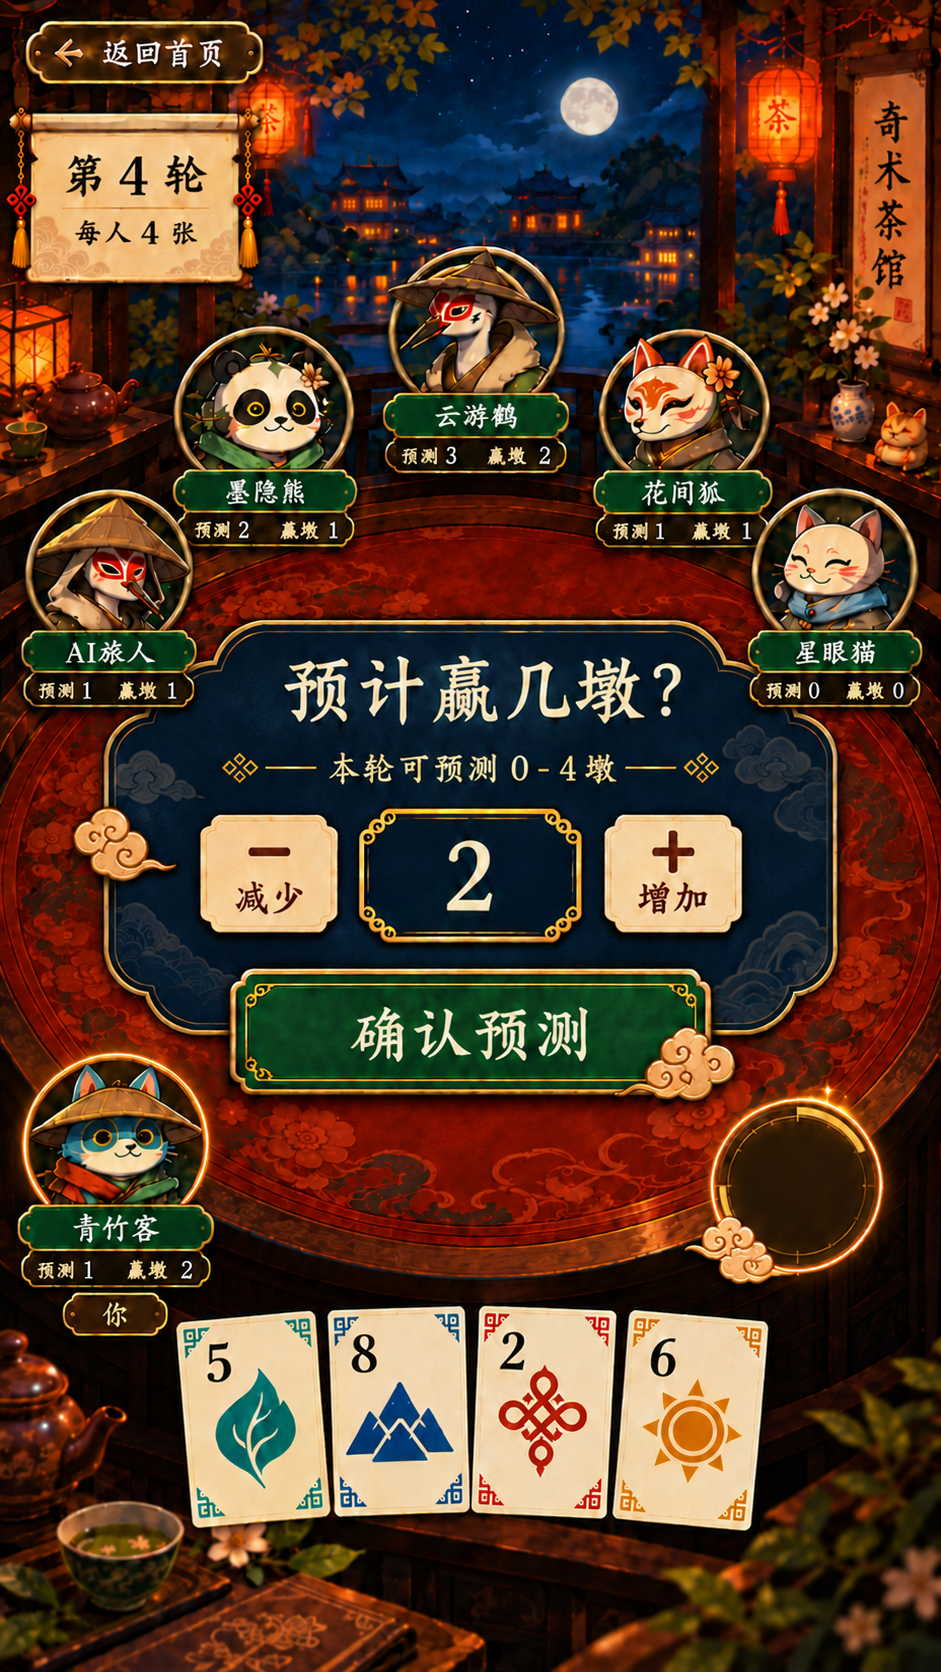 返回首页
第 4 轮
每人 4 张
茶
茶
奇术茶馆
云游鹤
预测 3 赢墩 2
墨隐熊
预测 2 赢墩 1
花间狐
预测 1 赢墩 1
AI旅人
预测 1 赢墩 1
星眼猫
预测 0 赢墩 0
预计赢几墩？
本轮可预测 0 - 4 墩
− 减少
2
+ 增加
确认预测
青竹客
预测 1 赢墩 2
你
5
8
2
6